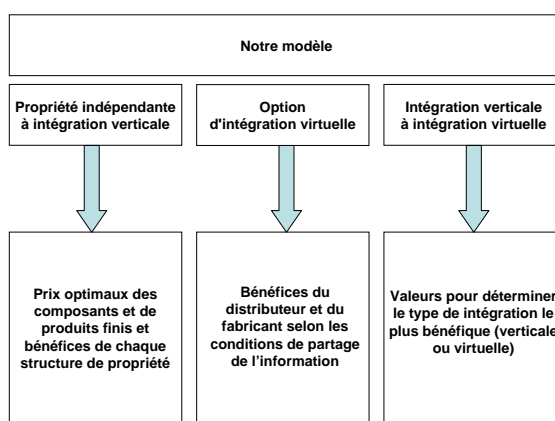 Notre modèle
Propriété indépendante
à intégration verticale
Option
d'intégration virtuelle
Intégration verticale
à intégration virtuelle
Prix optimaux des
composants et de
produits finis et
bénéfices de chaque
structure de propriété
Bénéfices du
distributeur et du
fabricant selon les
conditions de partage
de l’information
Valeurs pour déterminer
le type de intégration le
plus bénéfique (verticale
ou virtuelle)